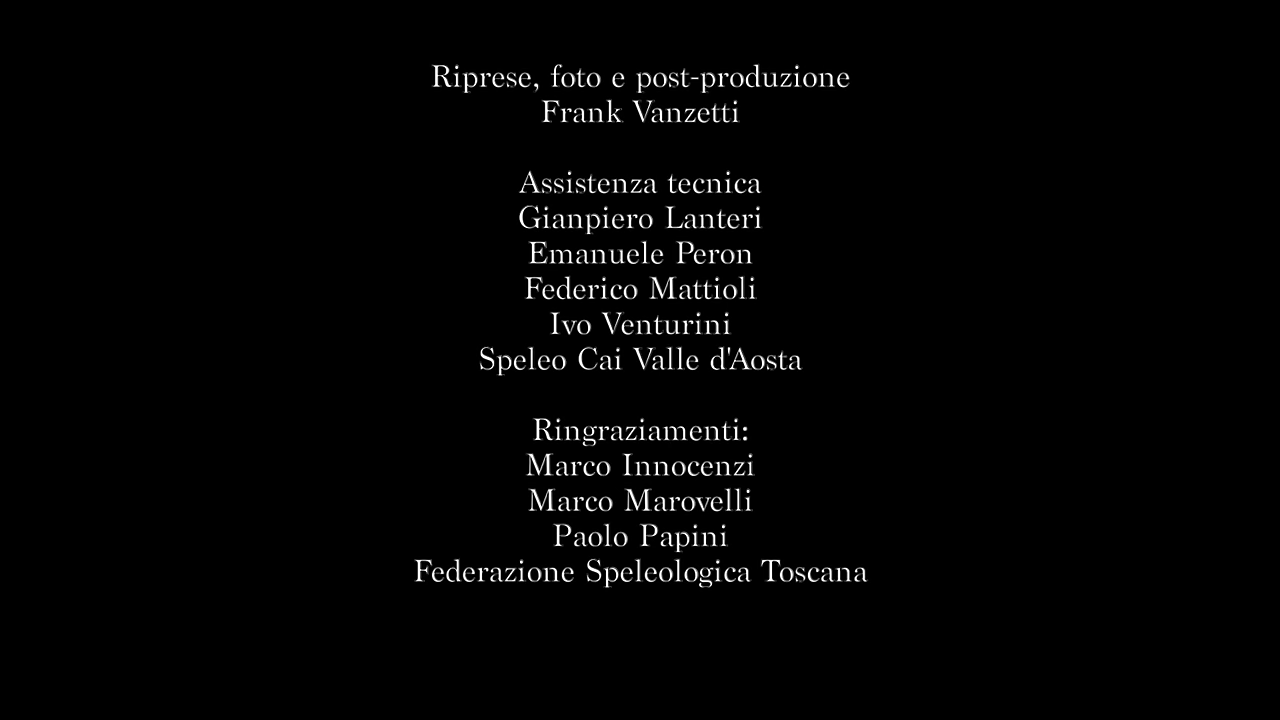 Riprese, foto e post-produzione
Frank Vanzetti
Assistenza tecnica
Gianpiero Lanteri
Emanuele Peron
Federico Mattioli
Ivo Venturini
Speleo Cai Valle d'Aosta
Ringraziamenti:
Marco Innocenzi
Marco Marovelli
Paolo Papini
Federazione Speleologica Toscana